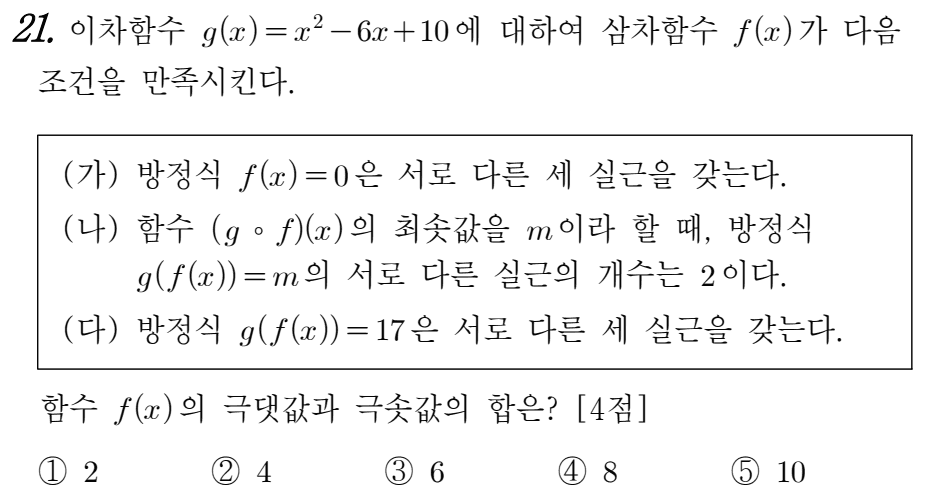 21. 이차함수 g(x)=x²−6x+10에 대하여 삼차함수 f(x)가 다음
조건을 만족시킨다.
(가) 방정식 f(x)=0은 서로 다른 세 실근을 갖는다.
(나) 함수 (g∘f)(x)의 최솟값을 m이라 할 때, 방정식
g(f(x))=m의 서로 다른 실근의 개수는 2이다.
(다) 방정식 g(f(x))=17은 서로 다른 세 실근을 갖는다.
함수 f(x)의 극댓값과 극솟값의 합은? [4점]
① 2 ② 4 ③ 6 ④ 8 ⑤ 10